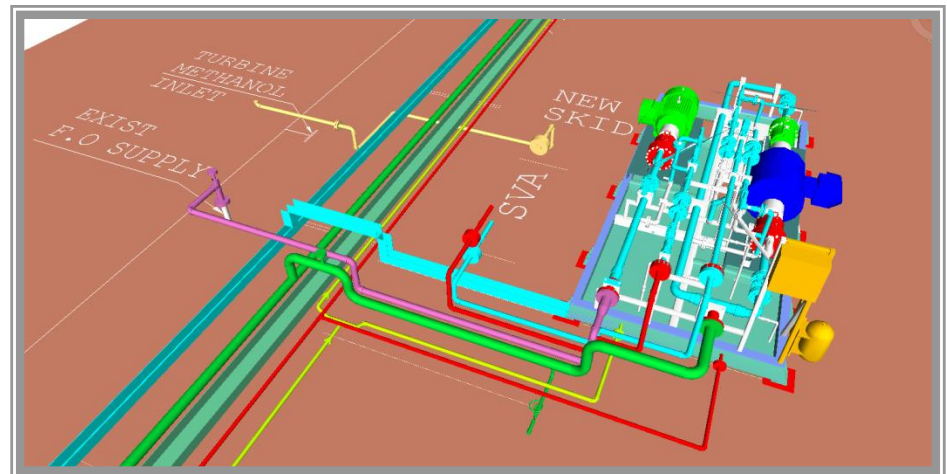 TURBINE
METHANOL
INLET
EXIST
F.O SUPPLY
NEW
SKID
SVA